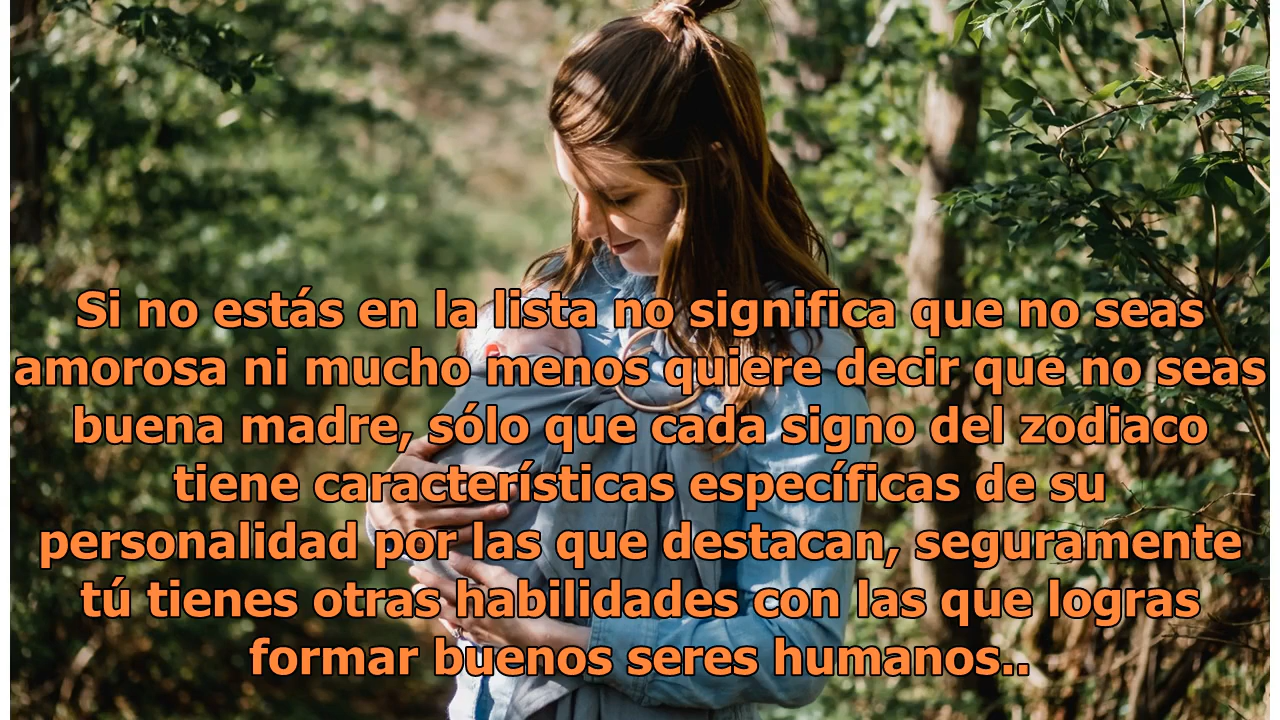 Si no estás en la lista no significa que no seas
amorosa ni mucho menos quiere decir que no seas
buena madre, sólo que cada signo del zodiaco
tiene características específicas de su
personalidad por las que destacan, seguramente
tú tienes otras habilidades con las que logras
formar buenos seres humanos..